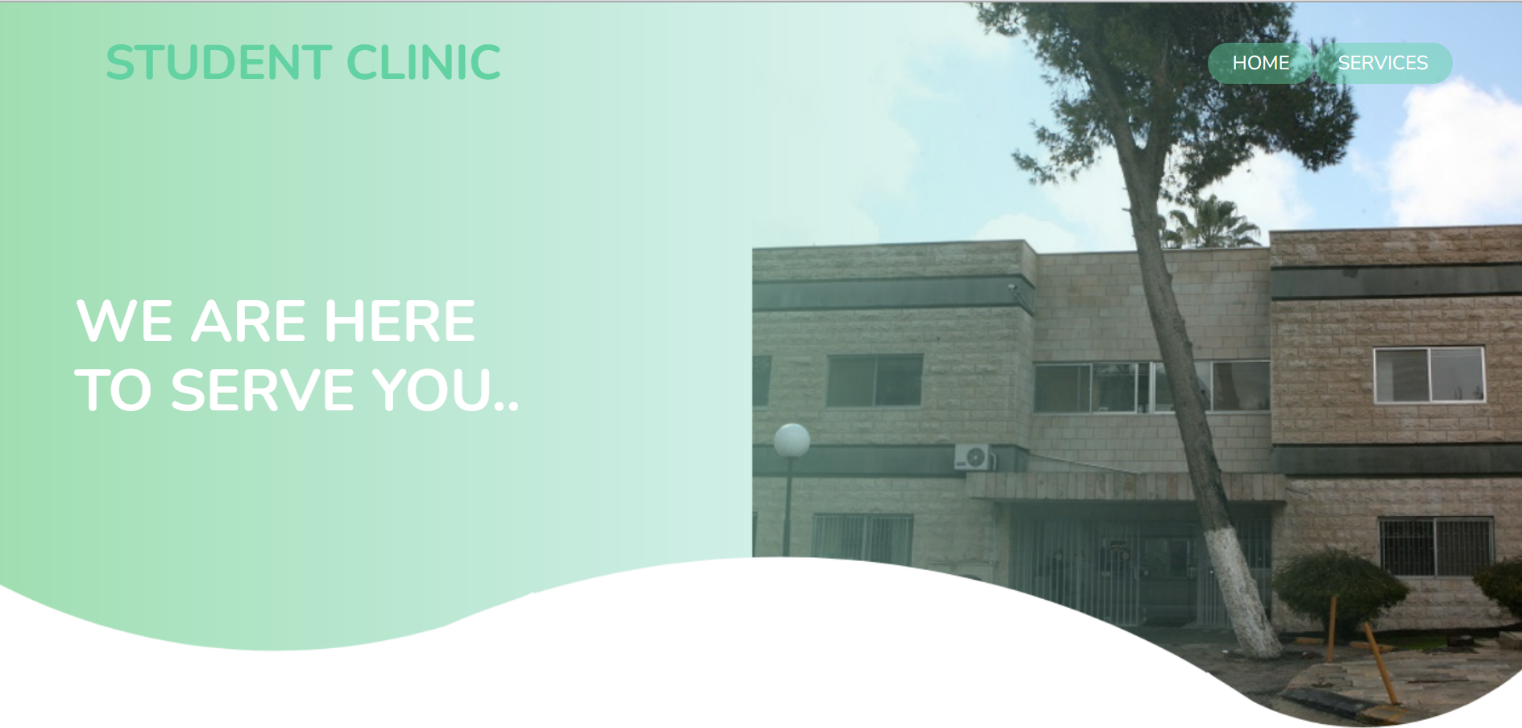 STUDENT CLINIC
HOME
SERVICES
WE ARE HERE
TO SERVE YOU..